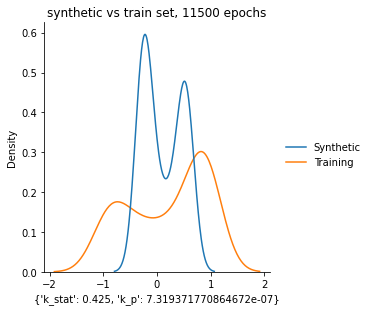 synthetic vs train set, 11500 epochs
0.6
0.5
0.4
0.3
0.2
0.1
0.0
Density
−2
−1
0
1
2
{'k_stat': 0.425, 'k_p': 7.319371770864672e-07}
Synthetic
Training